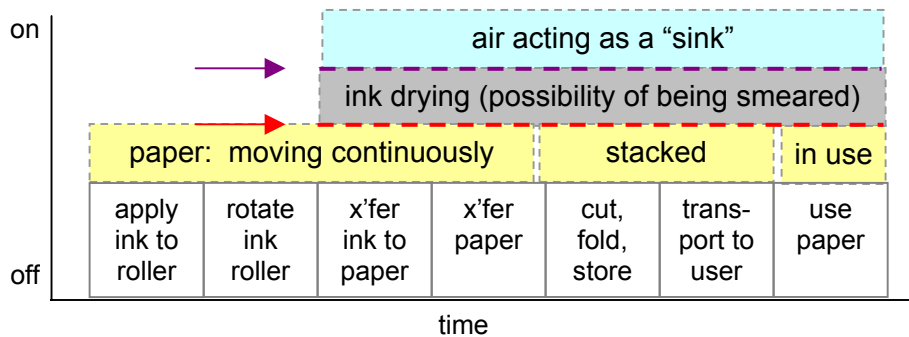 on
air acting as a “sink”
ink drying (possibility of being smeared)
paper:  moving continuously
stacked
in use
apply
ink to
roller
rotate
ink
roller
x'fer
ink to
paper
x'fer
paper
cut,
fold,
store
trans-
port to
user
use
paper
off
time